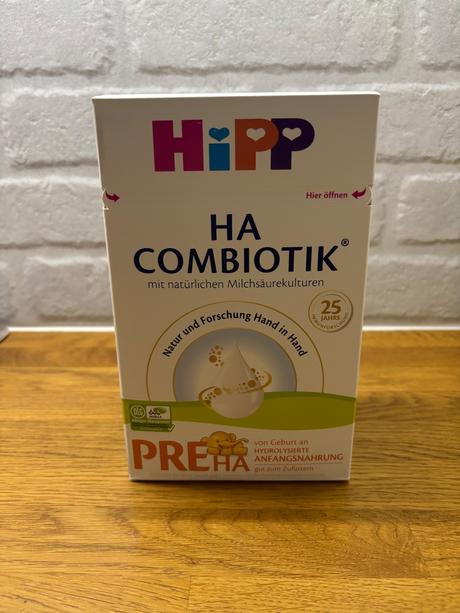 HiPP
Hier öffnen
HA
COMBIOTIK®
mit natürlichen Milchsäurekulturen
Natur und Forschung Hand in Hand
25
JAHRE
PRE HA
von Geburt an
HYDROLYSIERTE
ANFANGSNAHRUNG
gut zum Zufüttern